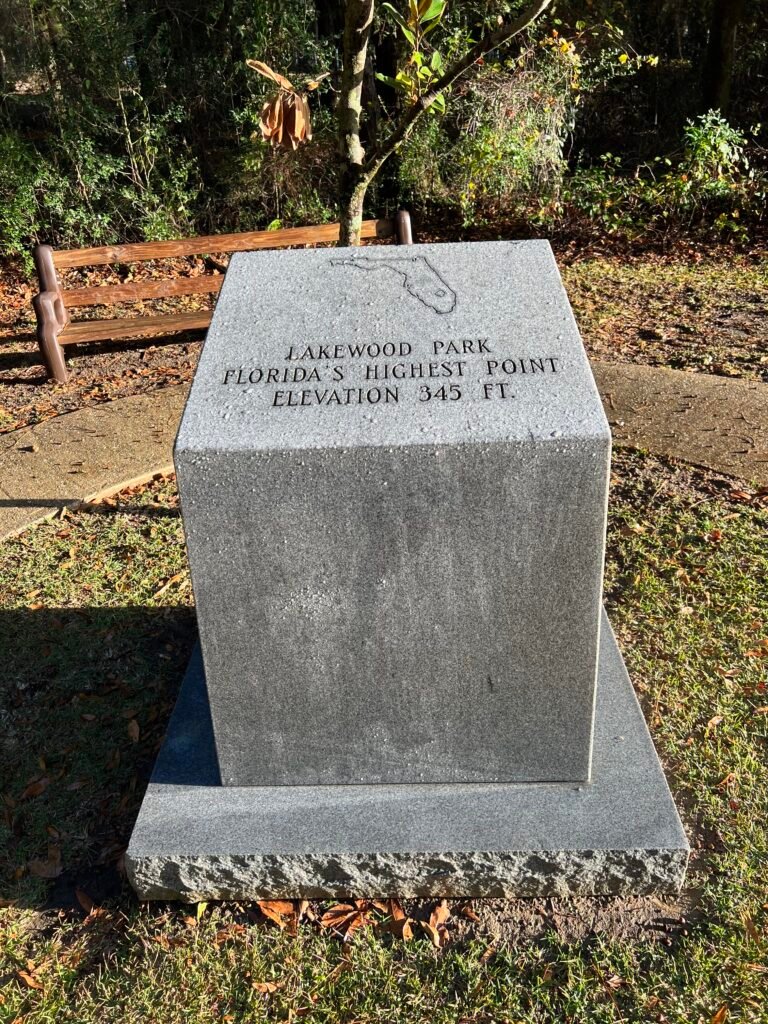 LAKEWOOD PARK
FLORIDA'S HIGHEST POINT
ELEVATION 345 FT.